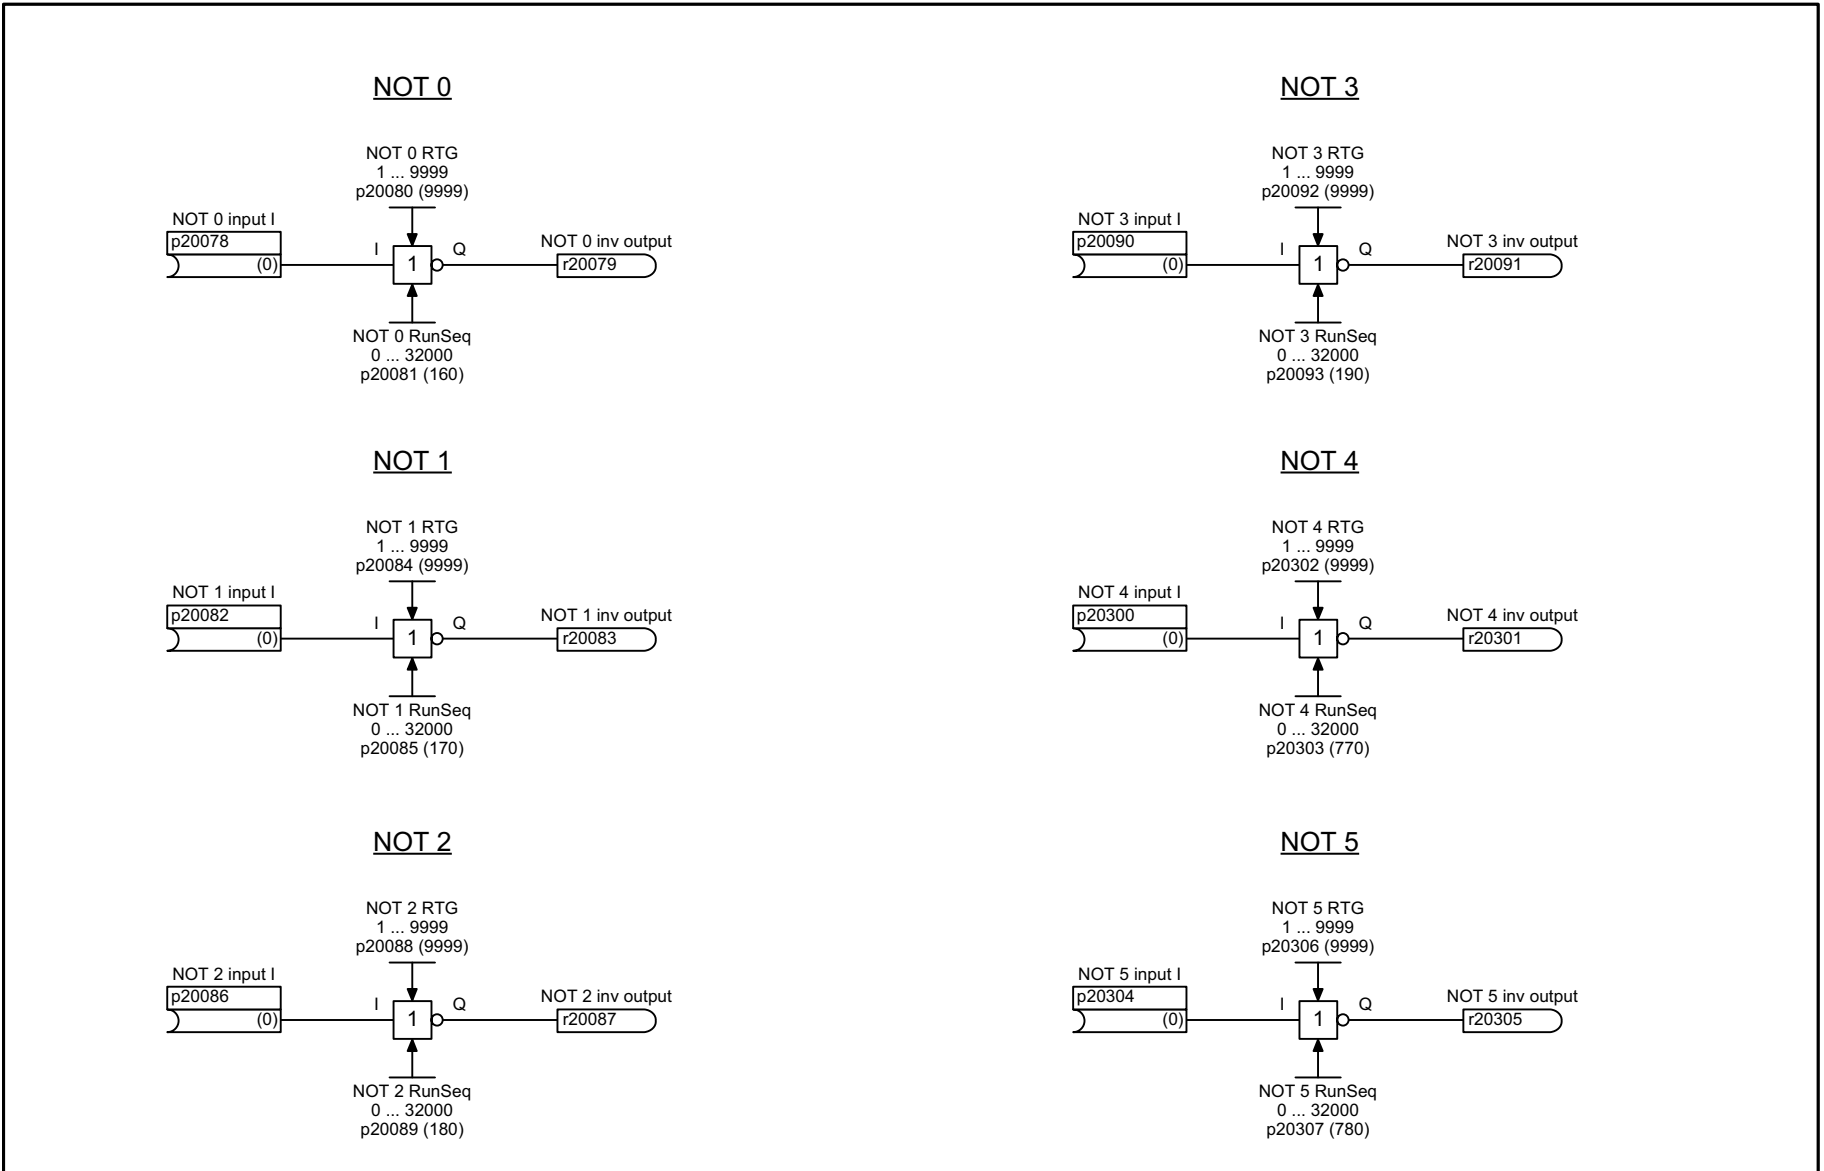 NOT 0
NOT 0 RTG
1 ... 9999
p20080 (9999)
NOT 0 input I
p20078
(0)
I
1
Q
NOT 0 inv output
r20079
NOT 0 RunSeq
0 ... 32000
p20081 (160)
NOT 1
NOT 1 RTG
1 ... 9999
p20084 (9999)
NOT 1 input I
p20082
(0)
I
1
Q
NOT 1 inv output
r20083
NOT 1 RunSeq
0 ... 32000
p20085 (170)
NOT 2
NOT 2 RTG
1 ... 9999
p20088 (9999)
NOT 2 input I
p20086
(0)
I
1
Q
NOT 2 inv output
r20087
NOT 2 RunSeq
0 ... 32000
p20089 (180)
NOT 3
NOT 3 RTG
1 ... 9999
p20092 (9999)
NOT 3 input I
p20090
(0)
I
1
Q
NOT 3 inv output
r20091
NOT 3 RunSeq
0 ... 32000
p20093 (190)
NOT 4
NOT 4 RTG
1 ... 9999
p20302 (9999)
NOT 4 input I
p20300
(0)
I
1
Q
NOT 4 inv output
r20301
NOT 4 RunSeq
0 ... 32000
p20303 (770)
NOT 5
NOT 5 RTG
1 ... 9999
p20306 (9999)
NOT 5 input I
p20304
(0)
I
1
Q
NOT 5 inv output
r20305
NOT 5 RunSeq
0 ... 32000
p20307 (780)